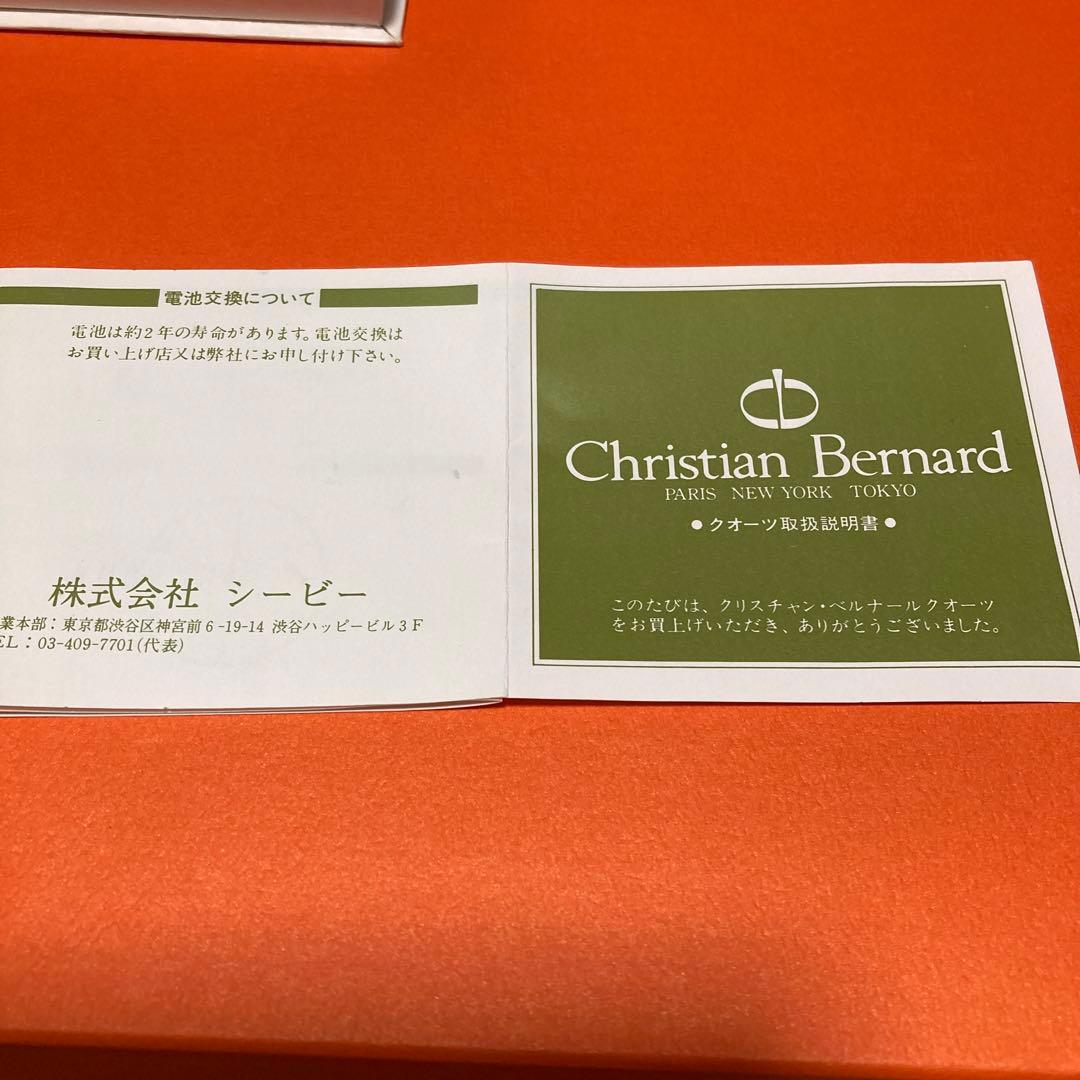 電池交換について
電池は約2年の寿命があります。電池交換は
お買い上げ店又は弊社にお申し付け下さい。
株式会社 シービー
業本部：東京都渋谷区神宮前6-19-14 渋谷ハッピービル3F
EL：03-409-7701(代表)
Christian Bernard
PARIS NEW YORK TOKYO
●クオーツ取扱説明書●
このたびは、クリスチャン・ベルナールクオーツ
をお買上げいただき、ありがとうございました。